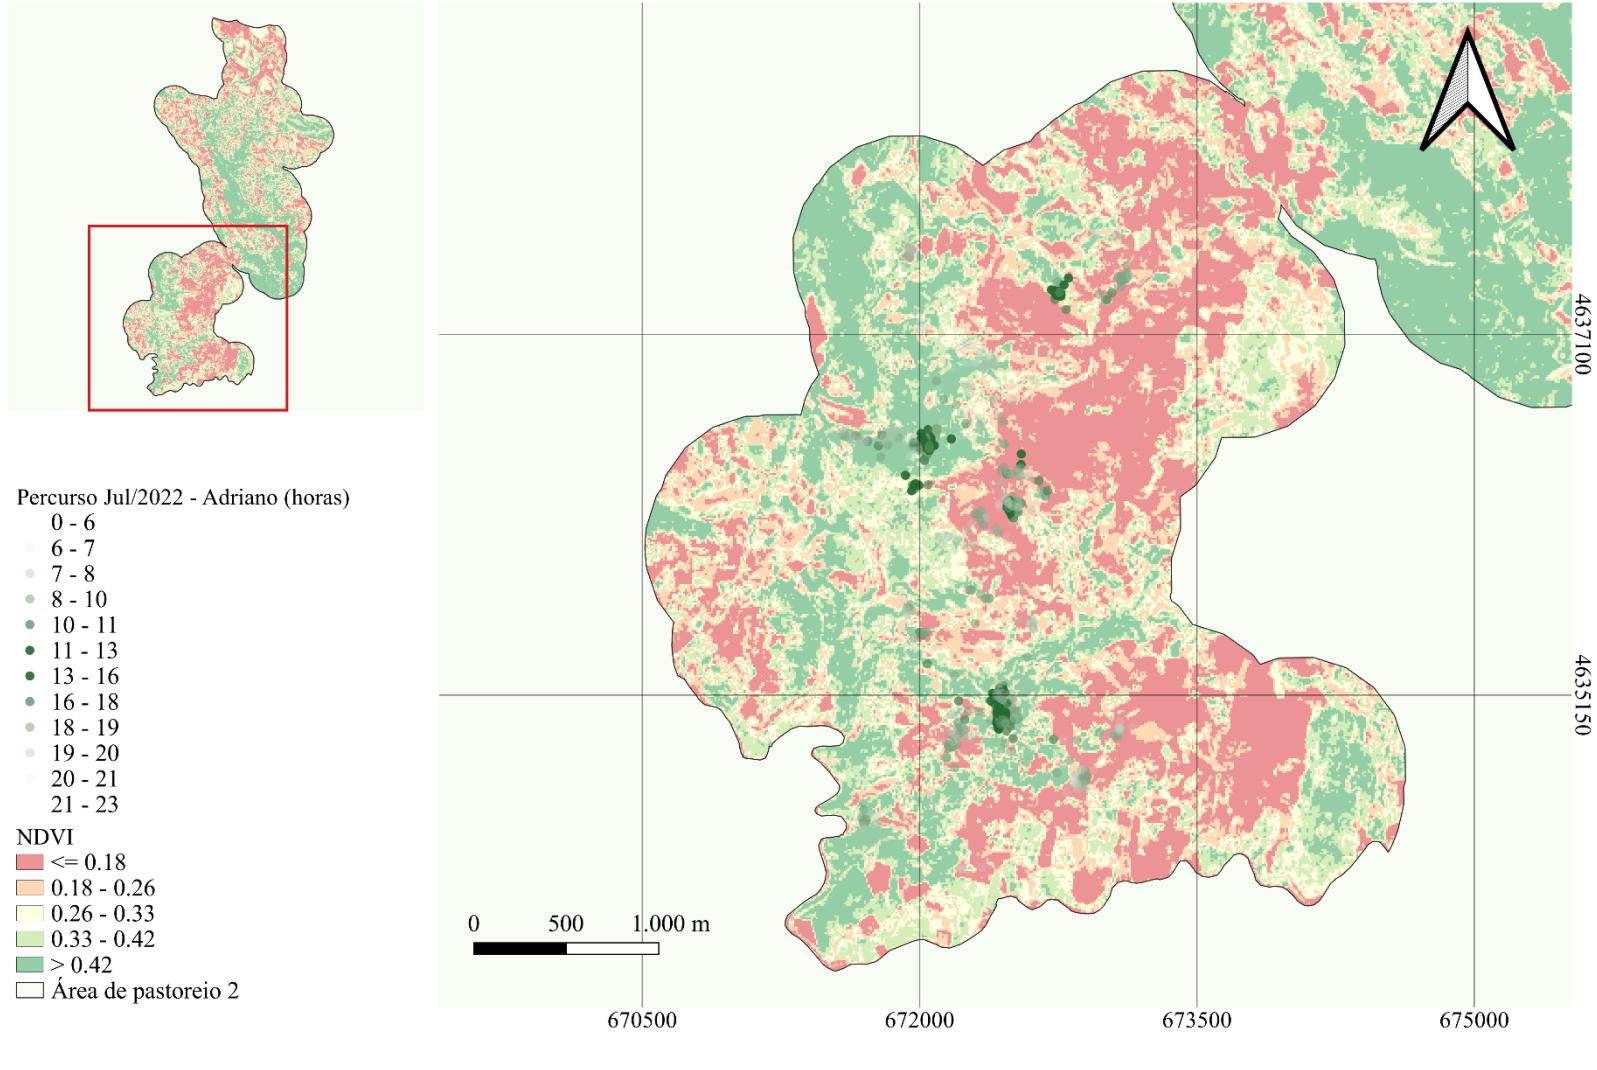 Percurso Jul/2022 - Adriano (horas)
0 - 6
6 - 7
7 - 8
8 - 10
10 - 11
11 - 13
13 - 16
16 - 18
18 - 19
19 - 20
20 - 21
21 - 23
NDVI
<= 0.18
0.18 - 0.26
0.26 - 0.33
0.33 - 0.42
> 0.42
Área de pastoreio 2
0 500 1.000 m
4637100
4635150
670500 672000 673500 675000